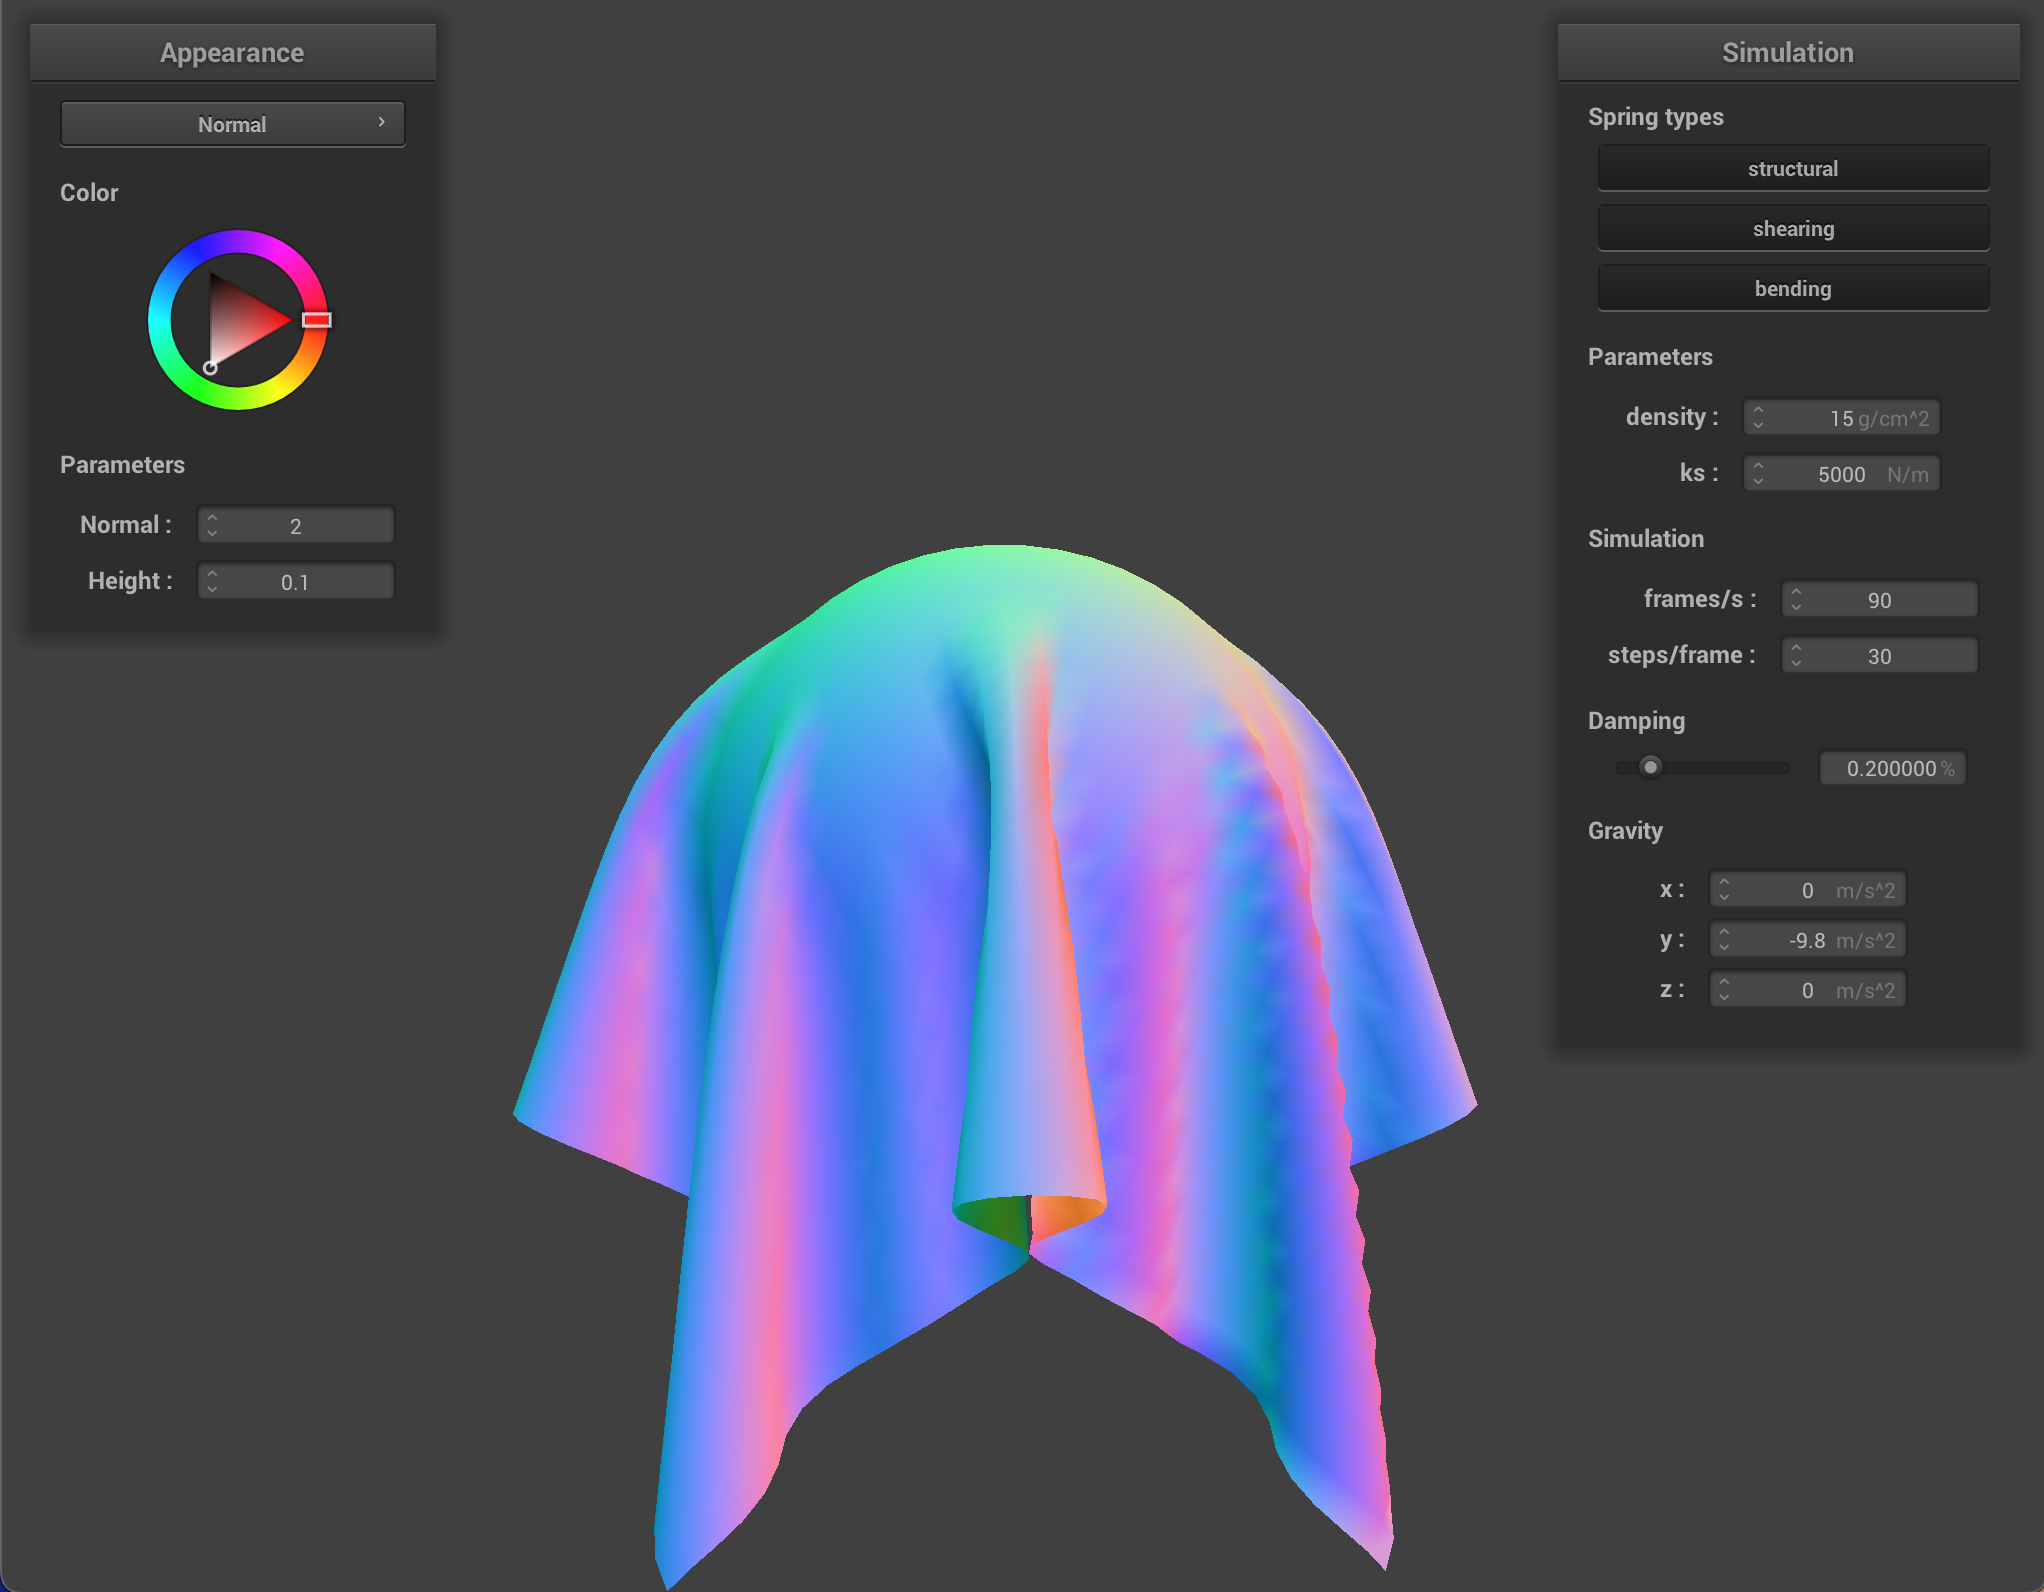 Appearance
Normal
Color
Parameters
Normal : 2
Height : 0.1
Simulation
Spring types
structural
shearing
bending
Parameters
density : 15 g/cm^2
ks : 5000 N/m
Simulation
frames/s : 90
steps/frame : 30
Damping
0.200000 %
Gravity
x : 0 m/s^2
y : -9.8 m/s^2
z : 0 m/s^2